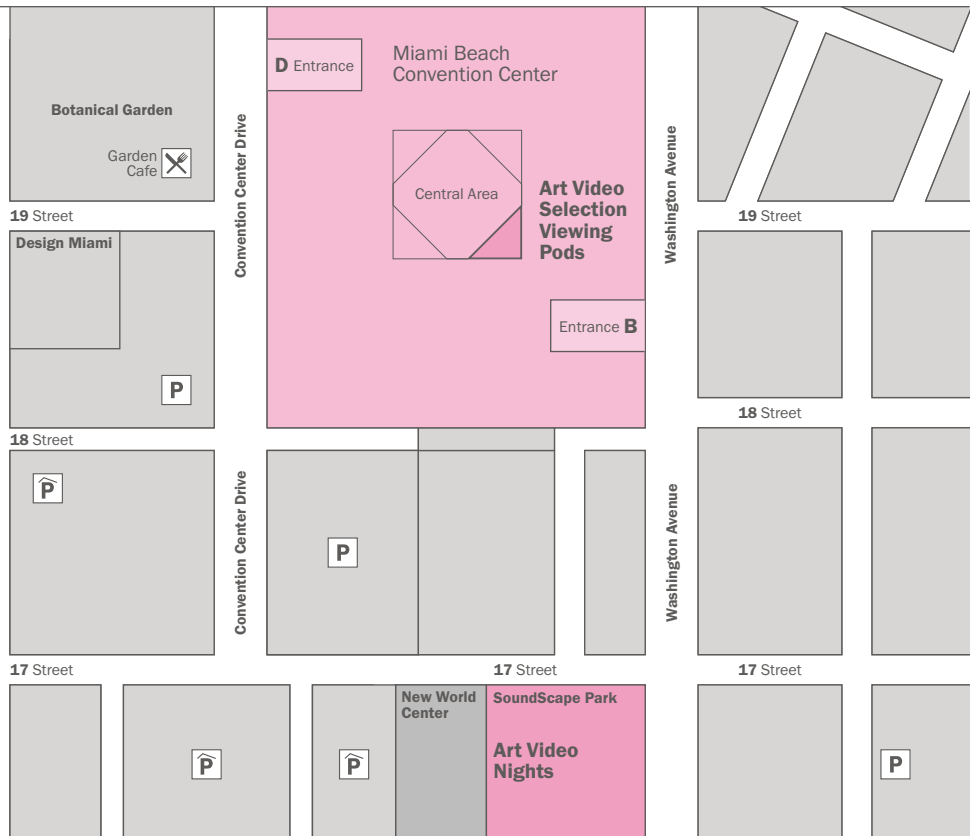 Miami Beach
Convention Center
D Entrance
Botanical Garden
Garden
Cafe
Convention Center Drive
Washington Avenue
Central Area
Art Video
Selection
Viewing
Pods
19 Street
19 Street
Design Miami
Entrance B
P
18 Street
18 Street
P
Convention Center Drive
Washington Avenue
P
17 Street
17 Street
17 Street
New World
Center
SoundScape Park
Art Video
Nights
P
P
P